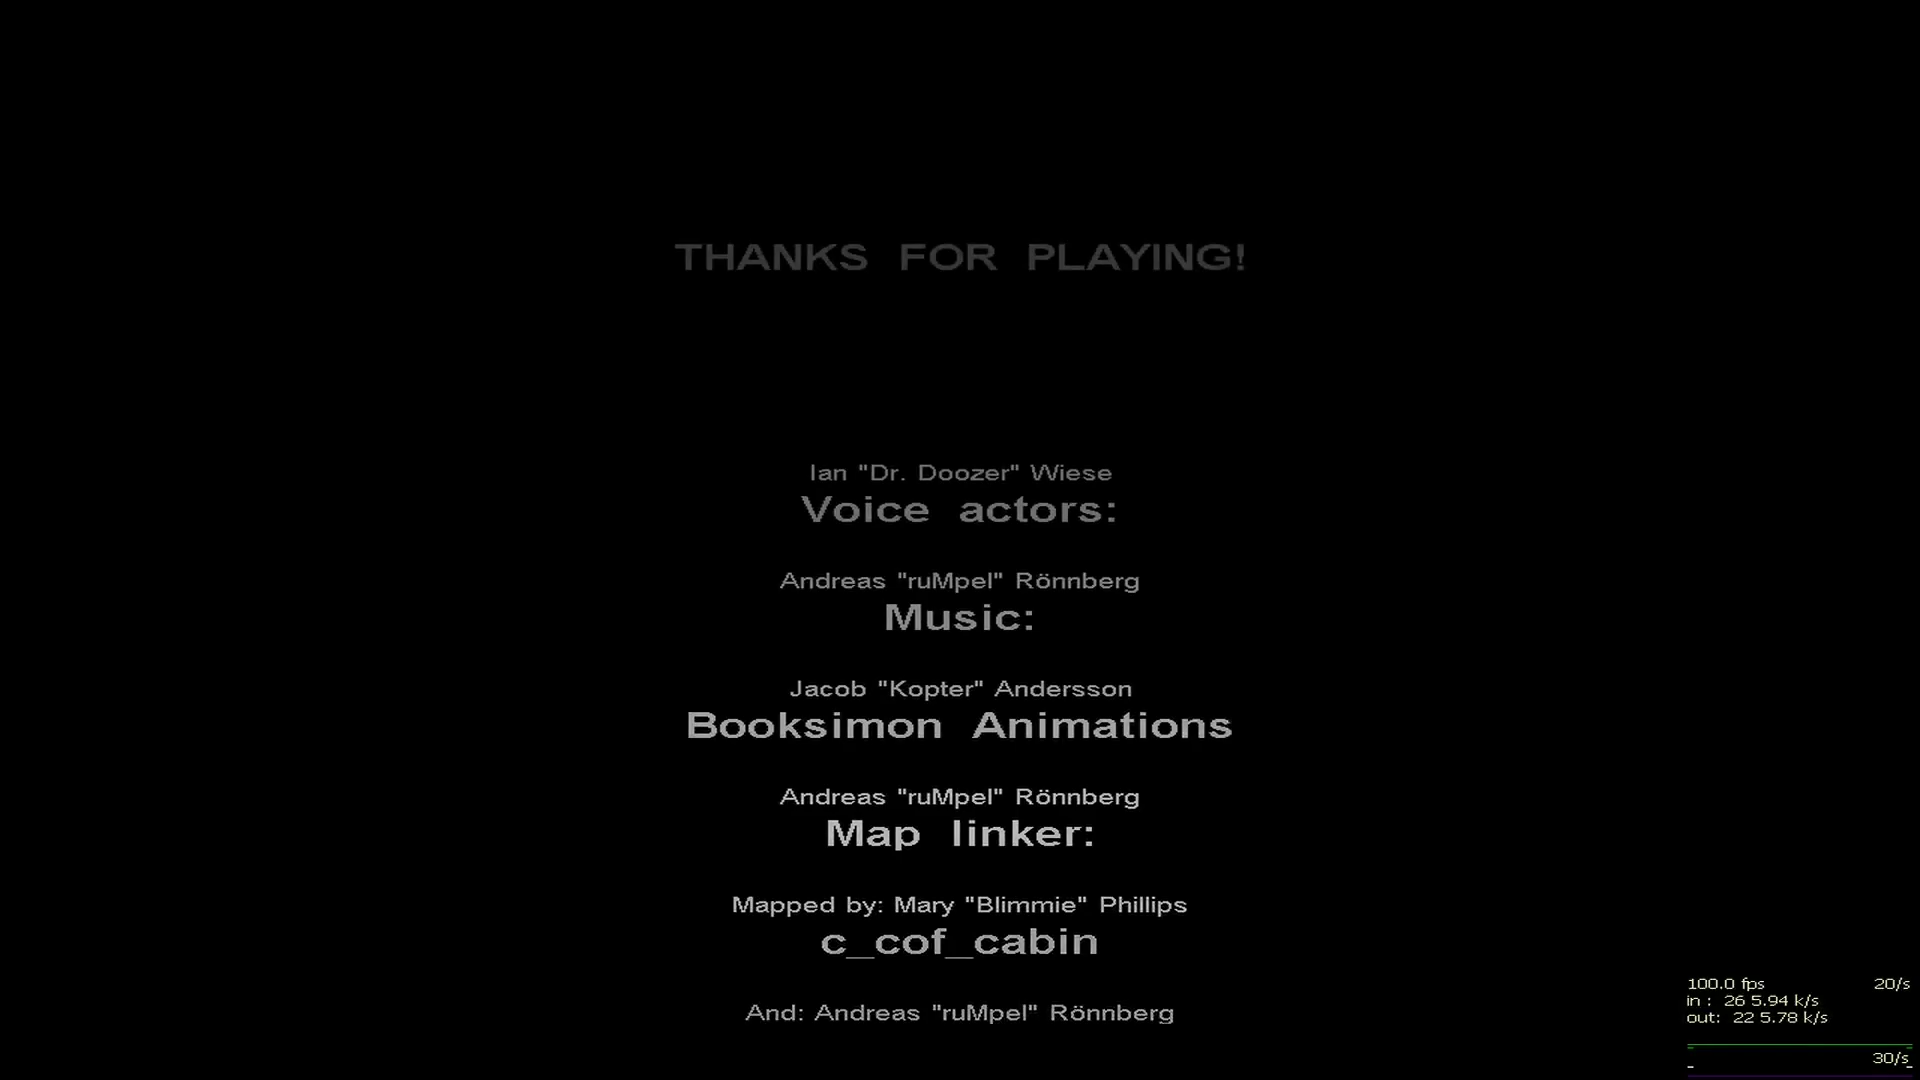 THANKS FOR PLAYING!
Ian "Dr. Doozer" Wiese
Voice actors:
Andreas "ruMpel" Rönnberg
Music:
Jacob "Kopter" Andersson
Booksimon Animations
Andreas "ruMpel" Rönnberg
Map linker:
Mapped by: Mary "Blimmie" Phillips
c_cof_cabin
And: Andreas "ruMpel" Rönnberg
100.0 fps 20/s
in : 26 5.94 k/s
out: 22 5.78 k/s
30/s